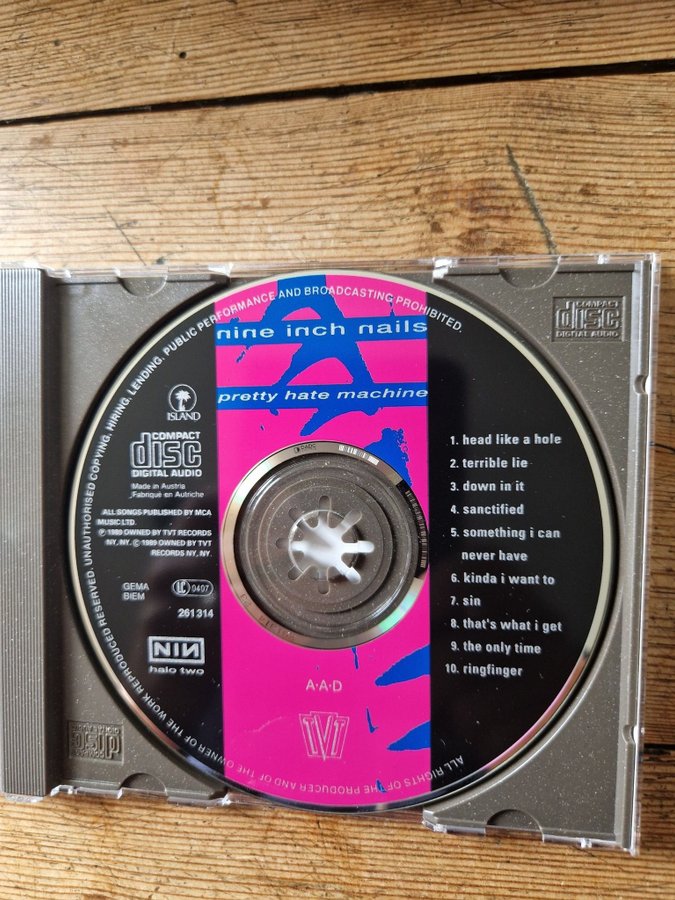 ALL RIGHTS OF THE PRODUCER AND OF THE OWNER OF THE WORK REPRODUCED RESERVED. UNAUTHORISED COPYING, HIRING, LENDING, PUBLIC PERFORMANCE AND BROADCASTING PROHIBITED.
nine inch nails
pretty hate machine
ISLAND
COMPACT
disc
DIGITAL AUDIO
Made in Austria
Fabriqué en Autriche
ALL SONGS PUBLISHED BY MCA
MUSIC LTD.
℗ 1989 OWNED BY TVT RECORDS
NY, NY. © 1989 OWNED BY TVT
RECORDS NY, NY.
GEMA
BIEM
LC 0407
261 314
NIN
halo two
1. head like a hole
2. terrible lie
3. down in it
4. sanctified
5. something i can
never have
6. kinda i want to
7. sin
8. that's what i get
9. the only time
10. ringfinger
A·A·D
TVT
COMPACT
disc
DIGITAL AUDIO
COMPACT
disc
DIGITAL AUDIO